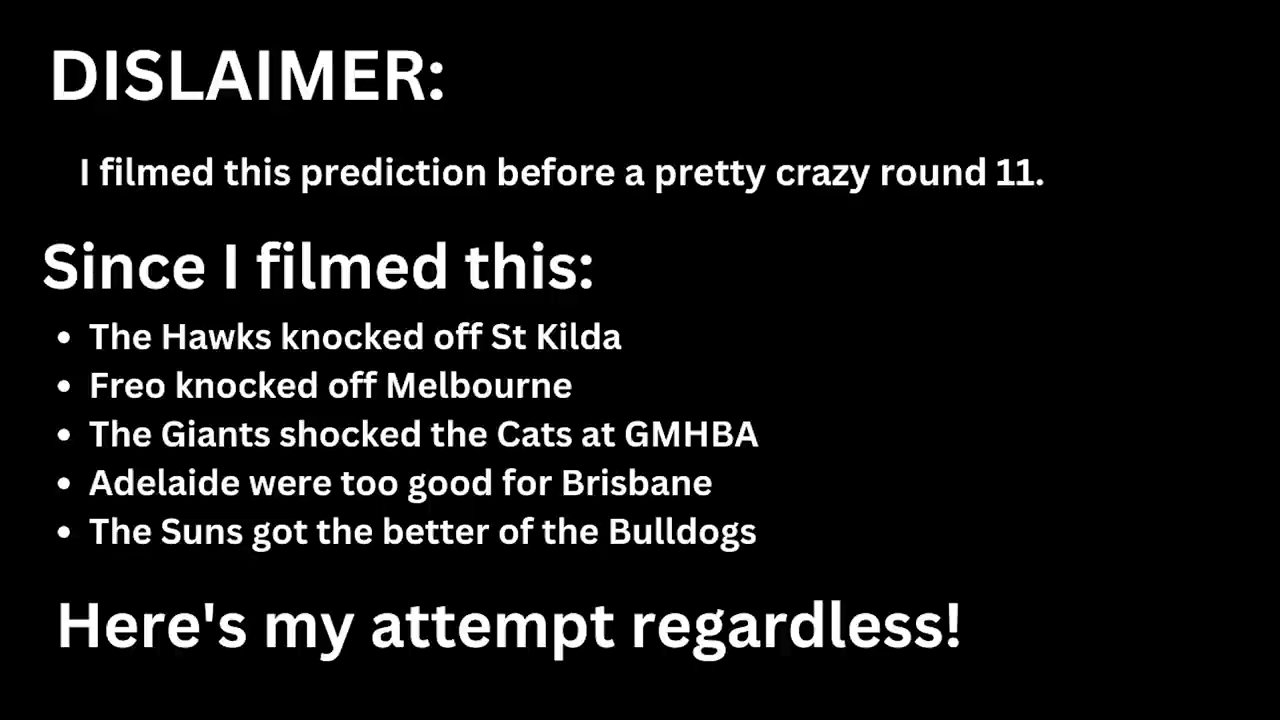 DISLAIMER:
I filmed this prediction before a pretty crazy round 11.
Since I filmed this:
• The Hawks knocked off St Kilda
• Freo knocked off Melbourne
• The Giants shocked the Cats at GMHBA
• Adelaide were too good for Brisbane
• The Suns got the better of the Bulldogs
Here's my attempt regardless!